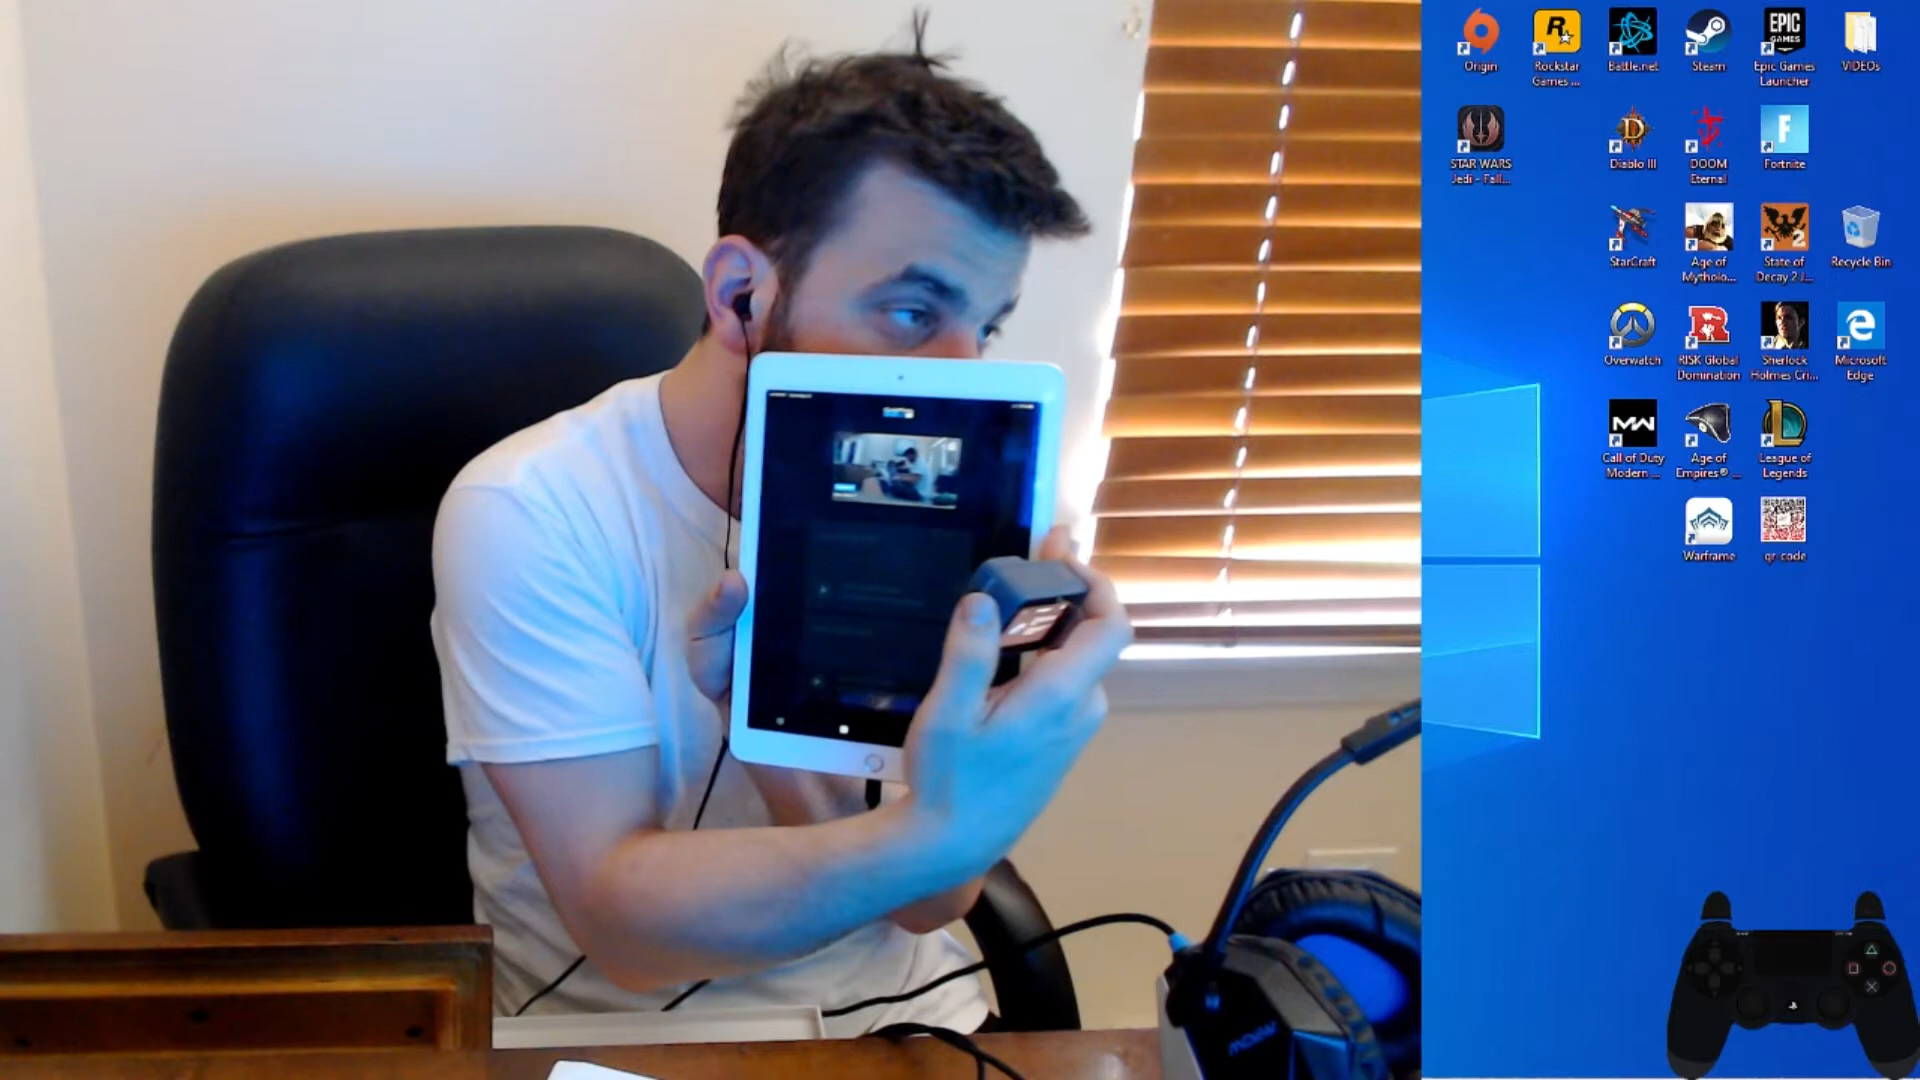 Origin
Rockstar
Games ...
Battle.net
Steam
EPIC
GAMES
Epic Games
Launcher
VIDEOs
STAR WARS
Jedi - Fall...
Diablo III
DOOM
Eternal
Fortnite
StarCraft
Age of
Mytholo...
State of
Decay 2 J...
Recycle Bin
Overwatch
RISK Global
Domination
Sherlock
Holmes Cri...
Microsoft
Edge
MW
Call of Duty
Modern ...
Age of
Empires® ...
League of
Legends
Warframe
qr-code